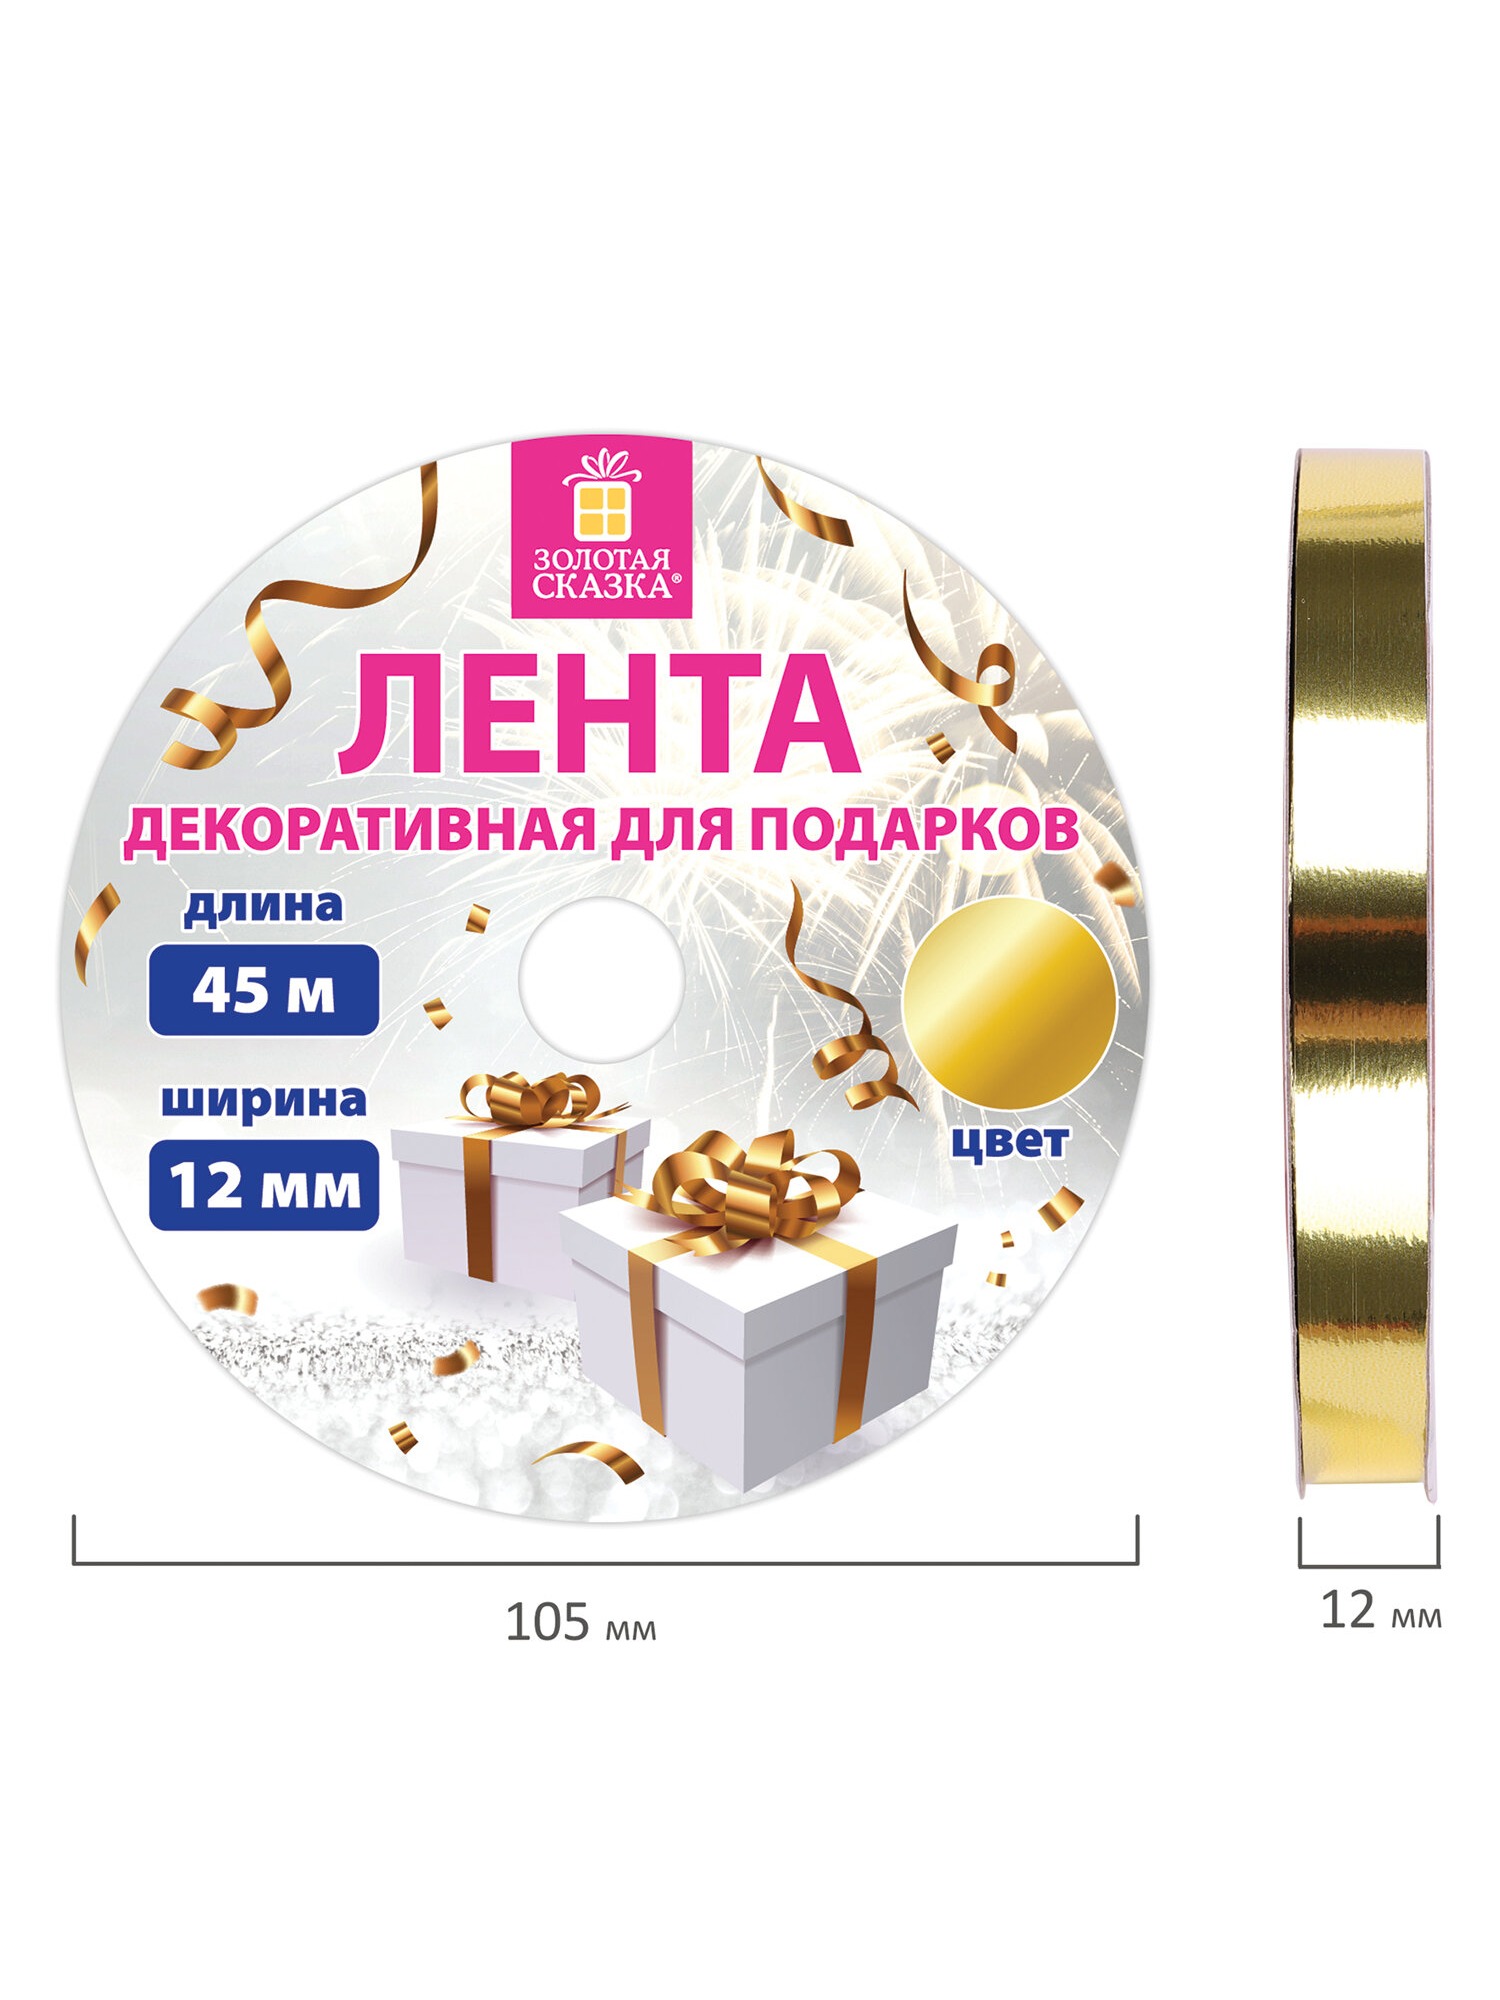 ЗОЛОТАЯ
СКАЗКА®
ЛЕНТА
ДЕКОРАТИВНАЯ ДЛЯ ПОДАРКОВ
длина
45 м
ширина
12 мм
цвет
105 мм
12 мм